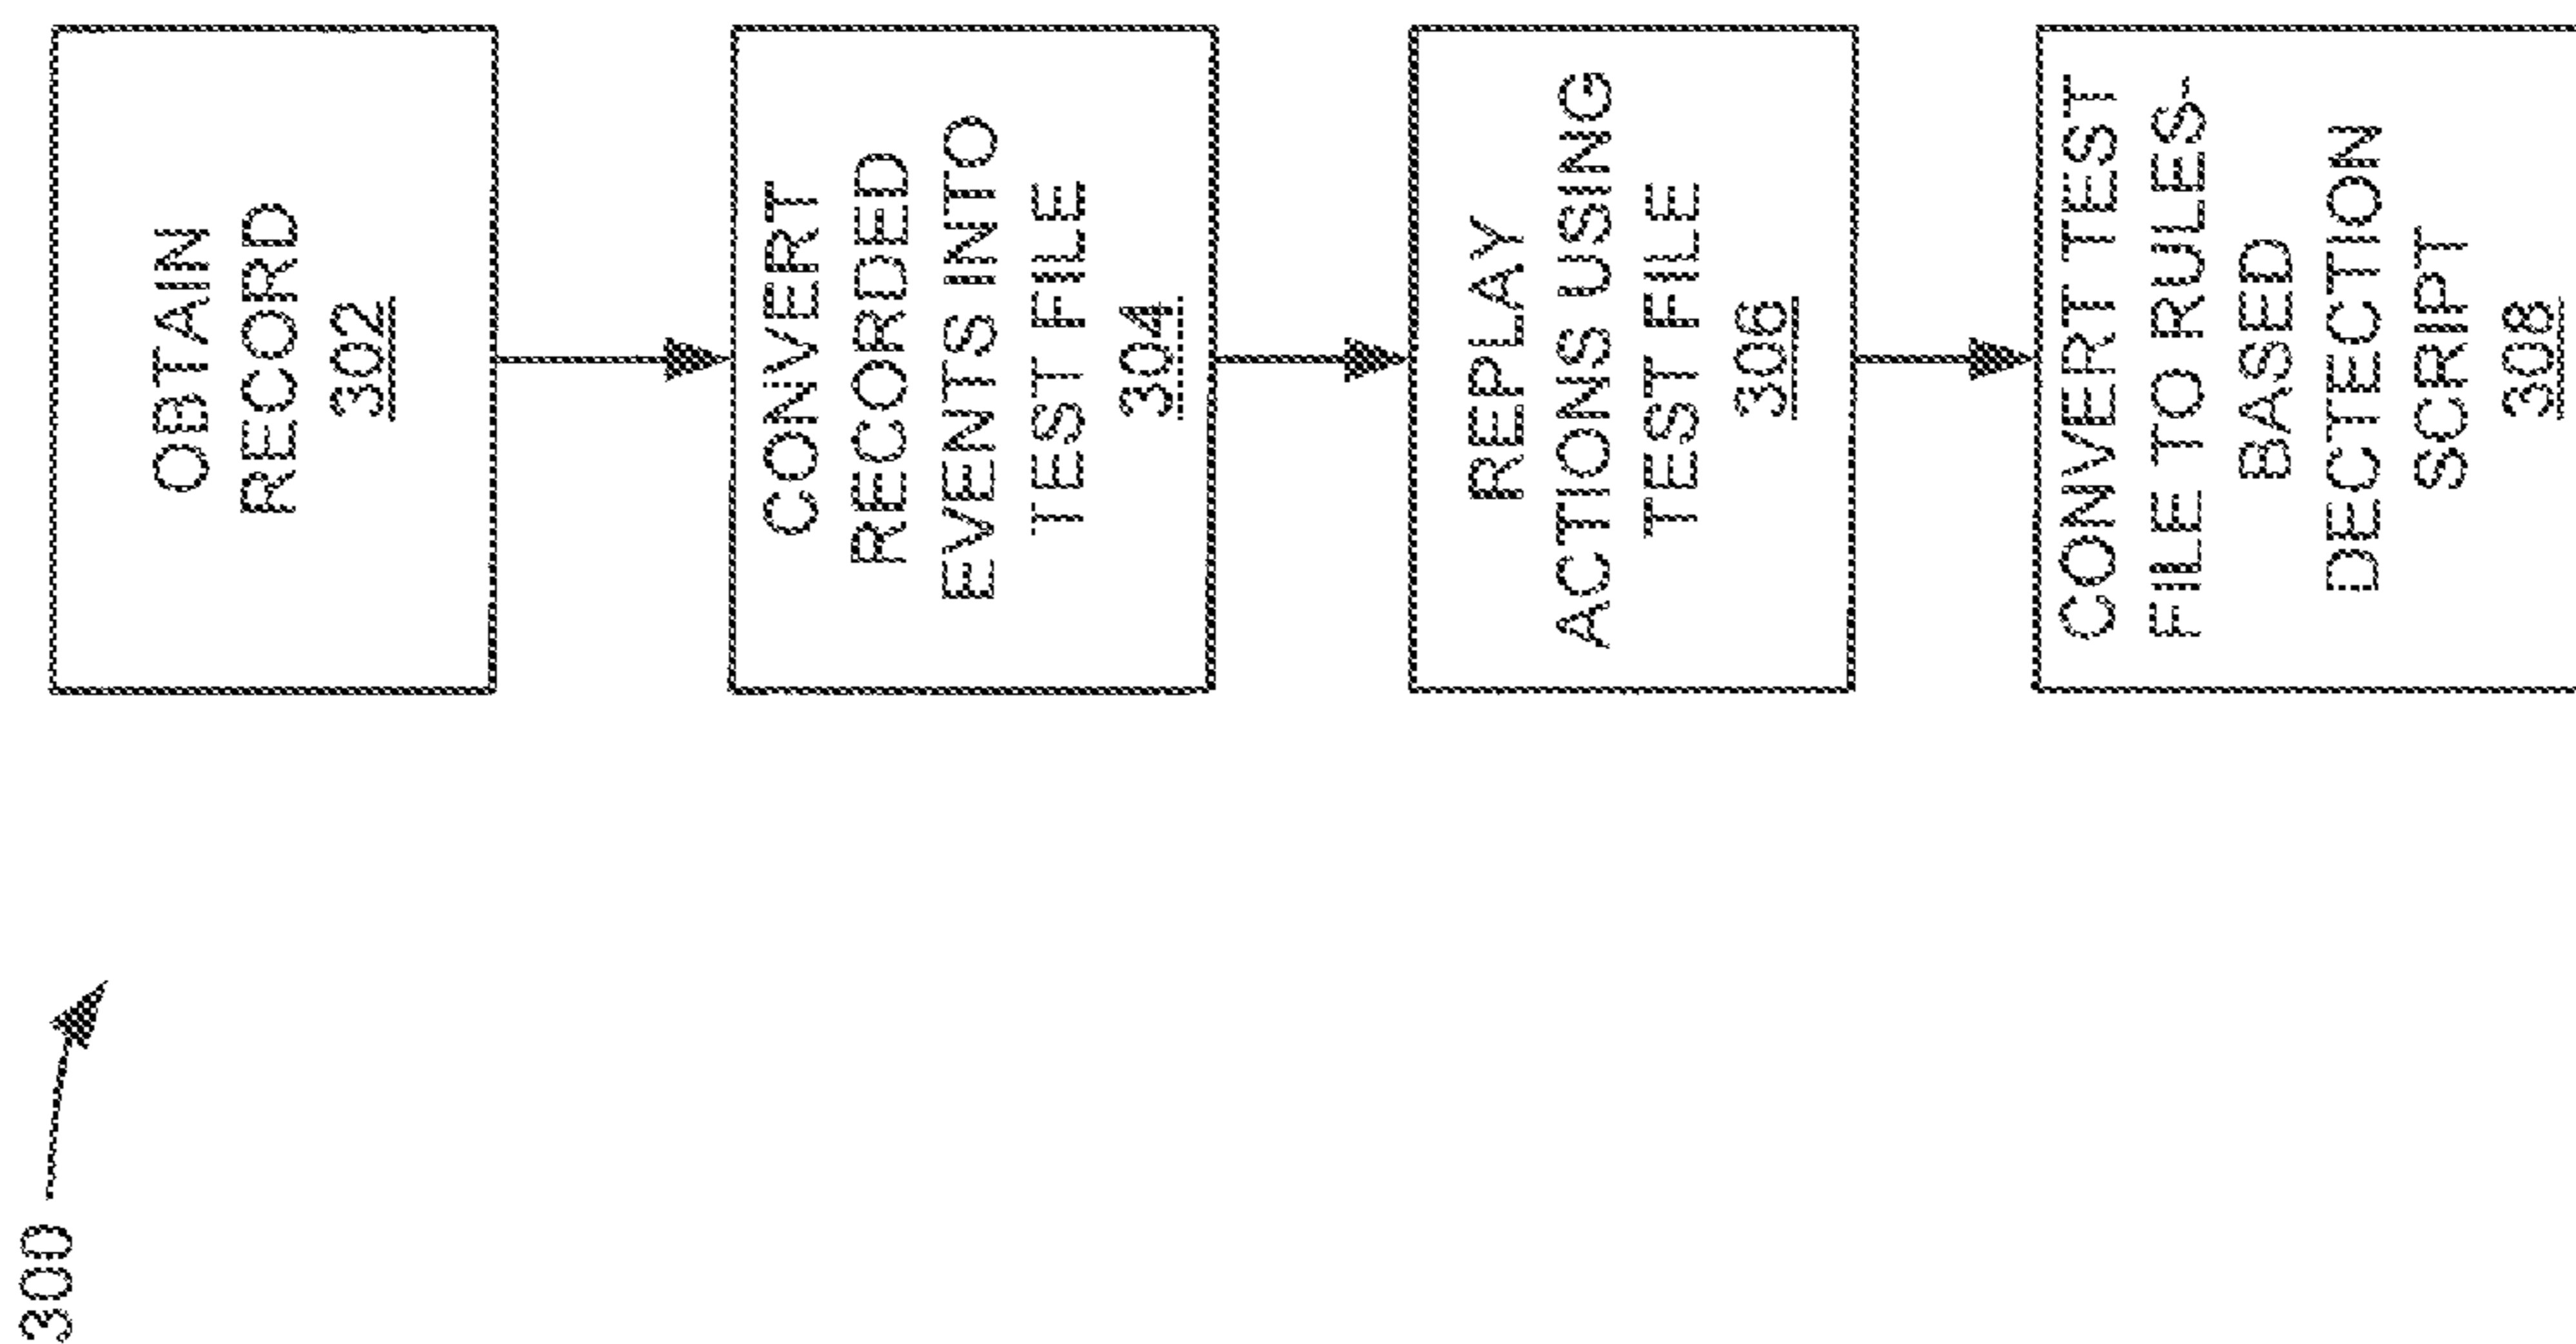 300
OBTAIN
RECORD
302
CONVERT
RECORDED
EVENTS INTO
TEST FILE
304
REPLAY
ACTIONS USING
TEST FILE
306
CONVERT TEST
FILE TO RULES-
BASED
DECTECTION
SCRIPT
308